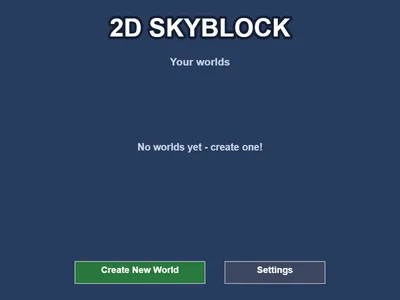 2D SKYBLOCK
Your worlds
No worlds yet - create one!
Create New World
Settings